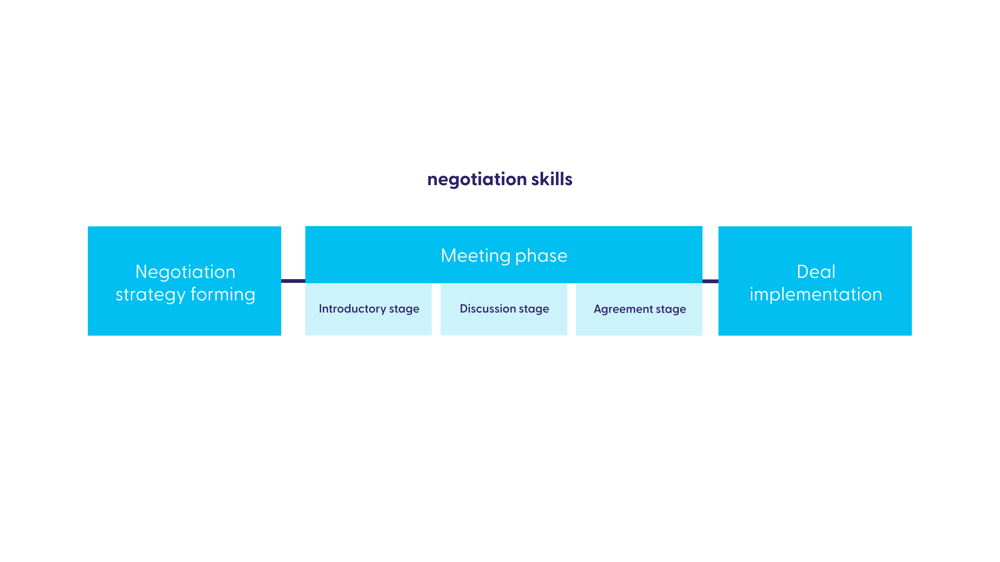 negotiation skills
Negotiation
strategy forming
Meeting phase
Introductory stage
Discussion stage
Agreement stage
Deal
implementation